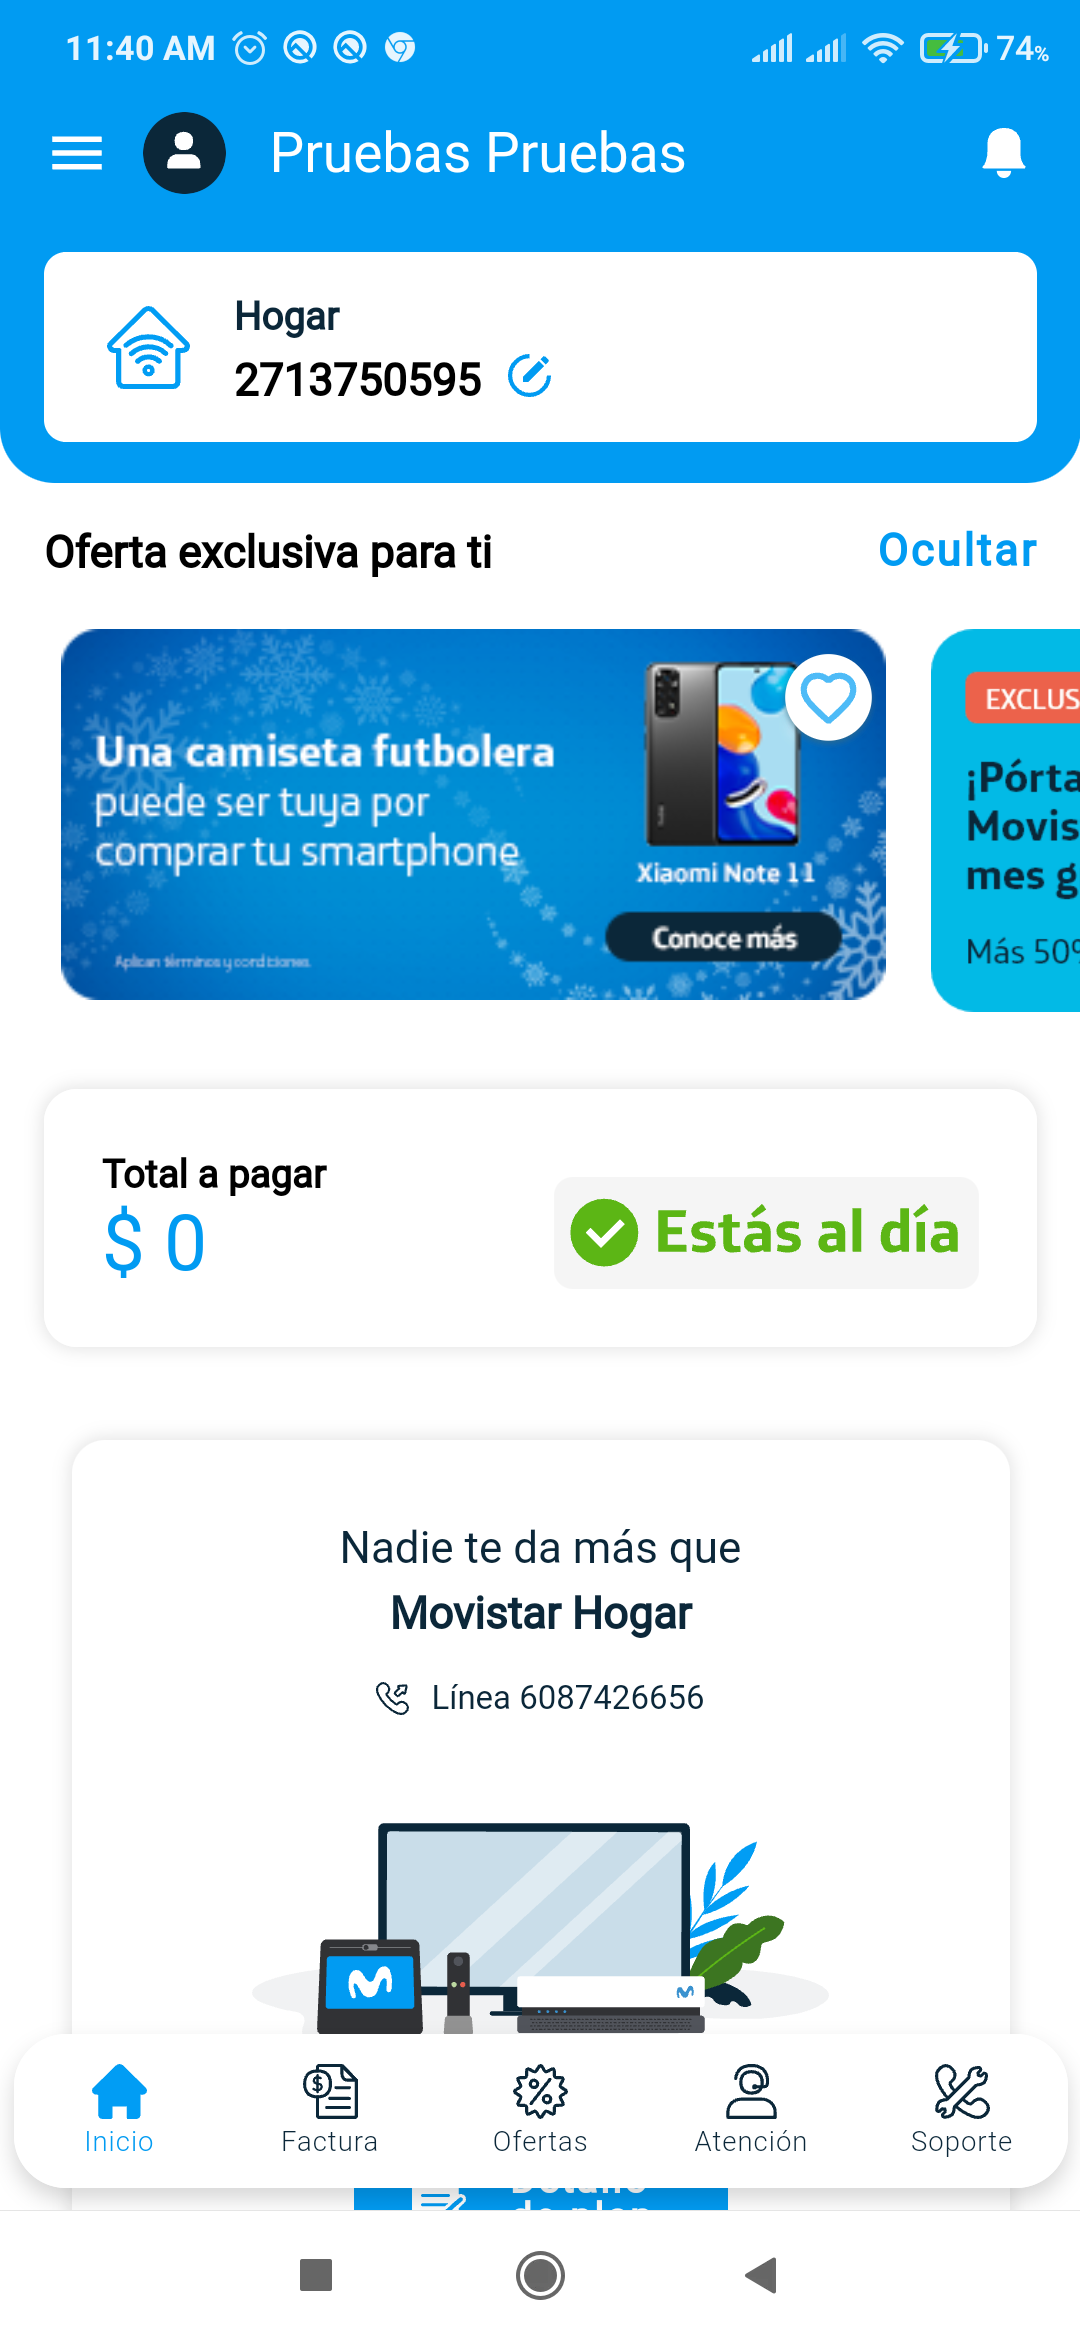 11:40 AM
74%
Pruebas Pruebas
Hogar
2713750595
Oferta exclusiva para ti
Ocultar
Una camiseta futbolera
puede ser tuya por
comprar tu smartphone
Xiaomi Note 11
Conoce más
Aplican términos y condiciones.
EXCLUS
¡Pórta
Movis
mes g
Más 50%
Total a pagar
$ 0
Estás al día
Nadie te da más que
Movistar Hogar
Línea 6087426656
Inicio
Factura
Ofertas
Atención
Soporte
Detalle
de plan